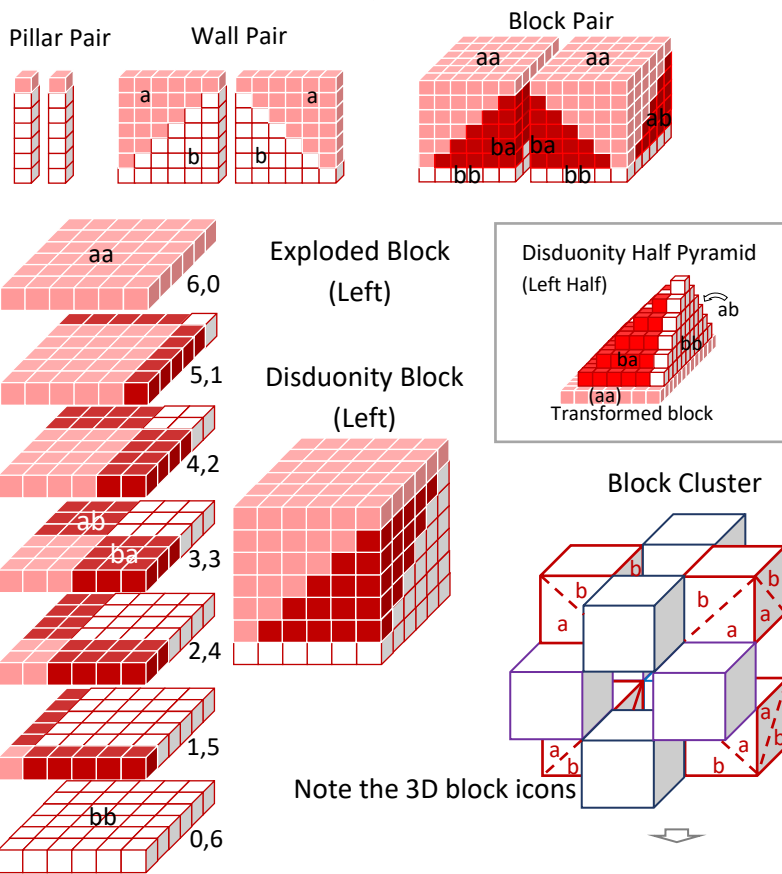 Pillar Pair
Wall Pair
Block Pair
a
b
a
b
aa
aa
ba
ba
bb
bb
ab
aa
6,0
5,1
4,2
ab
ba
3,3
2,4
1,5
bb
0,6
Exploded Block
(Left)
Disduonity Block
(Left)
Disduonity Half Pyramid
(Left Half)
ab
bb
ba
(aa)
Transformed block
Block Cluster
b
b
a
b
a
b
a
a
b
a
b
a
b
Note the 3D block icons